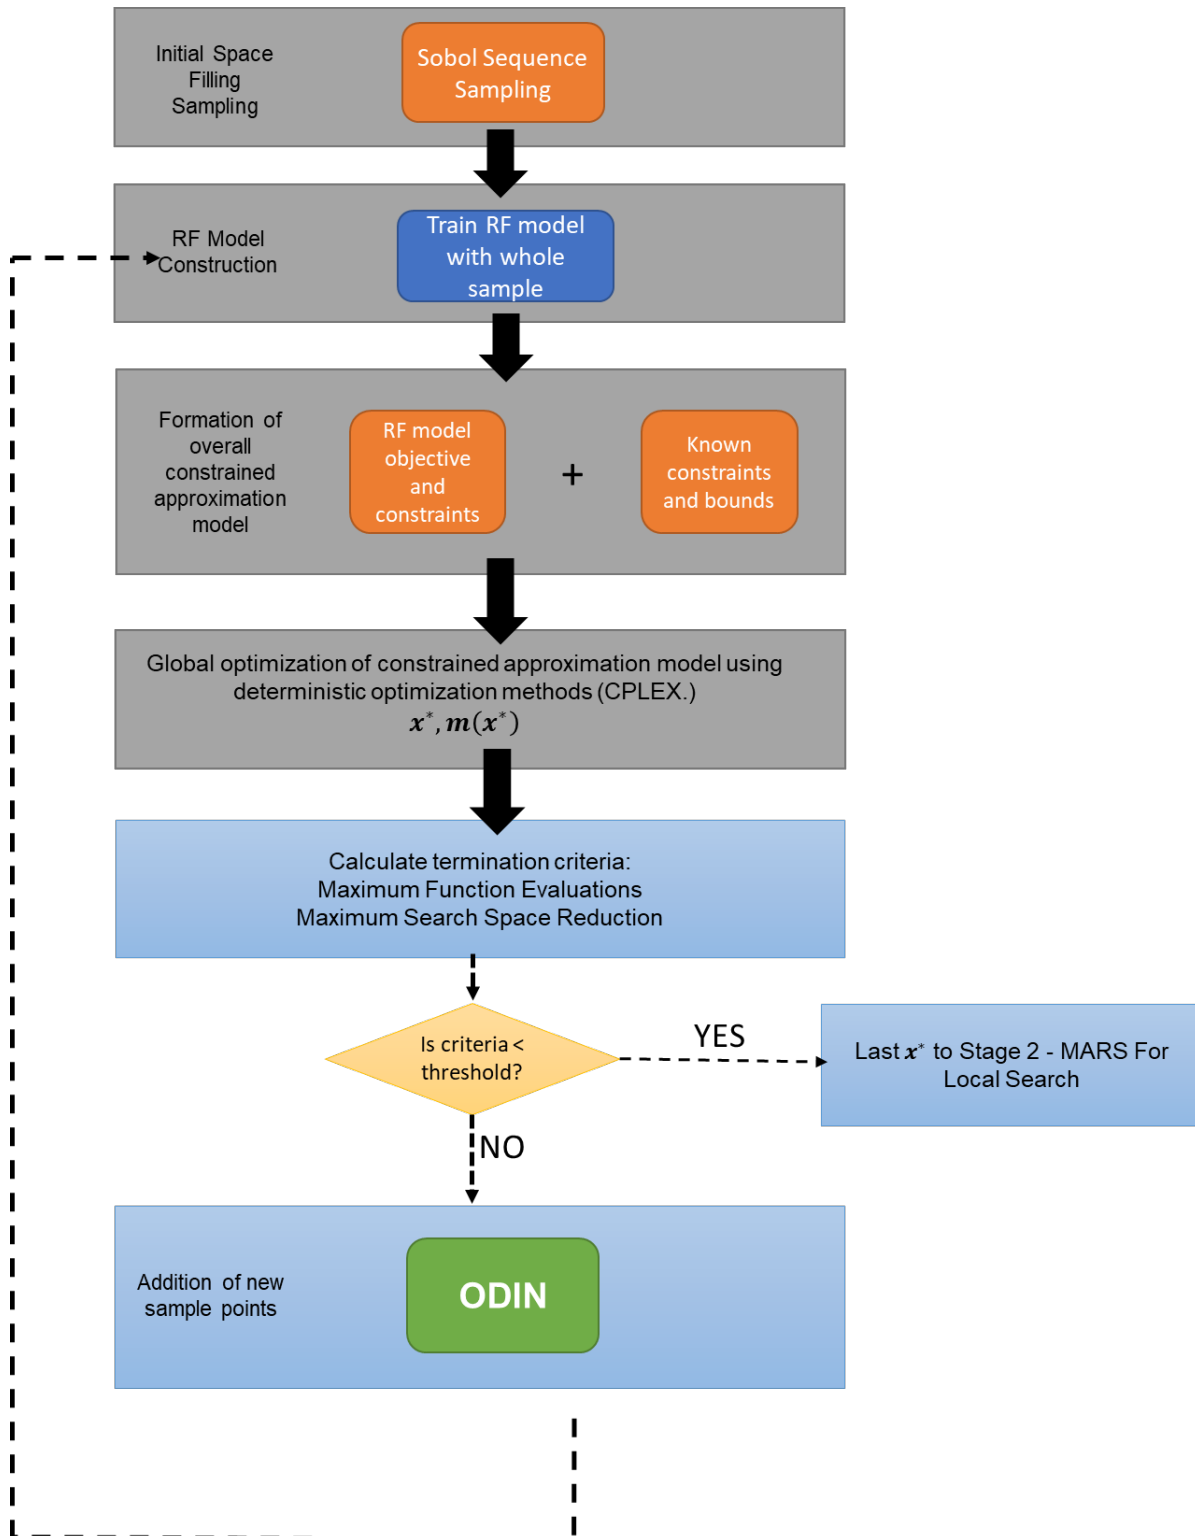 Initial Space
Filling
Sampling
Sobol Sequence
Sampling
RF Model
Construction
Train RF model
with whole
sample
Formation of
overall
constrained
approximation
model
RF model
objective
and
constraints
+
Known
constraints
and bounds
Global optimization of constrained approximation model using
deterministic optimization methods (CPLEX.)
x*, m(x*)
Calculate termination criteria:
Maximum Function Evaluations
Maximum Search Space Reduction
Is criteria <
threshold?
YES
Last x* to Stage 2 - MARS For
Local Search
NO
Addition of new
sample points
ODIN